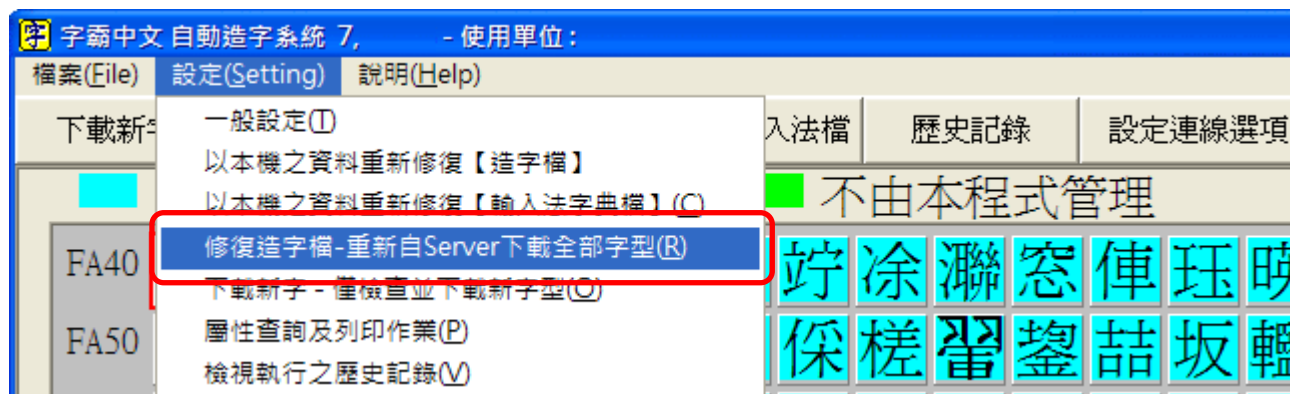 字 字霸中文 自動造字系統 7, - 使用單位 :
檔案(File) 設定(Setting) 說明(Help)
下載新字 入法檔 歷史記錄 設定連線選項
一般設定(T)
以本機之資料重新修復【造字檔】
以本機之資料重新修復【輸入法字典檔】(C)
不由本程式管理
修復造字檔-重新自Server下載全部字型(R)
下載新字 - 僅檢查並下載新字型(O)
屬性查詢及列印作業(P)
檢視執行之歷史記錄(V)
FA40 竚 凃 窓 俥 珏
FA50 倸 槎 鋆 喆 坂 轀